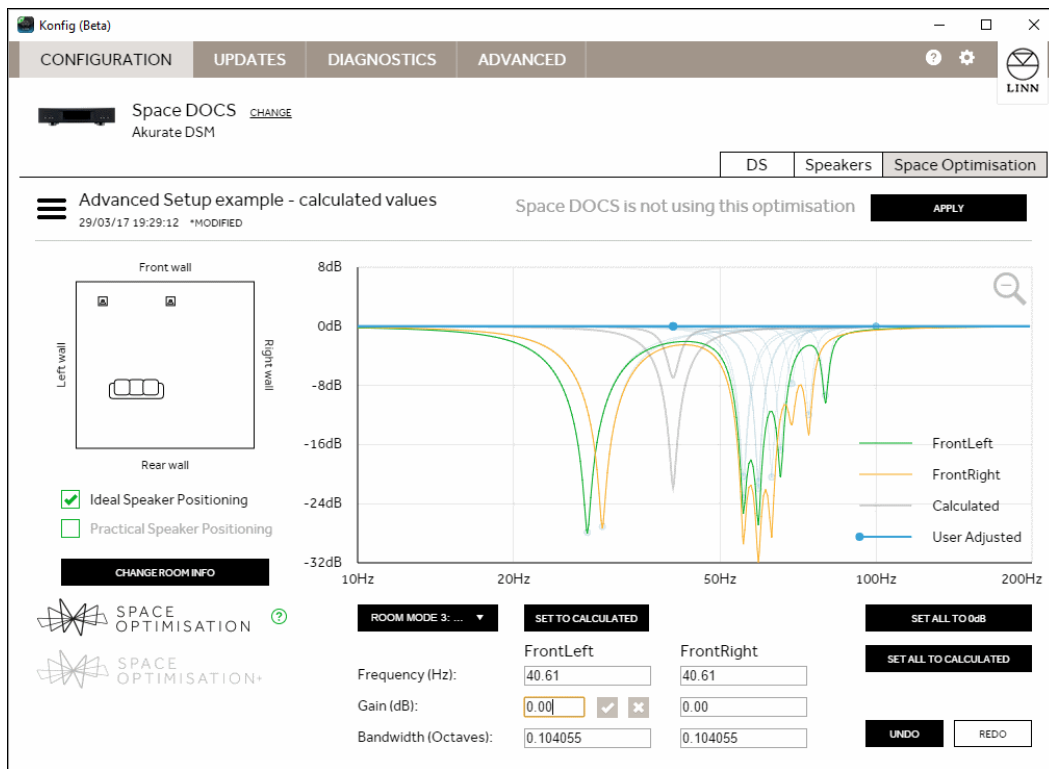 Konfig (Beta)
CONFIGURATION UPDATES DIAGNOSTICS ADVANCED ?
LINN
Space DOCS CHANGE
Akurate DSM
DS Speakers Space Optimisation
Advanced Setup example - calculated values
29/03/17 19:29:12 *MODIFIED
Space DOCS is not using this optimisation APPLY
Front wall
Left wall
Right wall
Rear wall
Ideal Speaker Positioning
Practical Speaker Positioning
CHANGE ROOM INFO
SPACE
OPTIMISATION ?
SPACE
OPTIMISATION+
8dB
0dB
-8dB
-16dB
-24dB
-32dB
10Hz 20Hz 50Hz 100Hz 200Hz
FrontLeft
FrontRight
Calculated
User Adjusted
ROOM MODE 3: ... SET TO CALCULATED SET ALL TO 0dB
SET ALL TO CALCULATED
FrontLeft FrontRight
Frequency (Hz): 40.61 40.61
Gain (dB): 0.00 0.00
Bandwidth (Octaves): 0.104055 0.104055
UNDO REDO